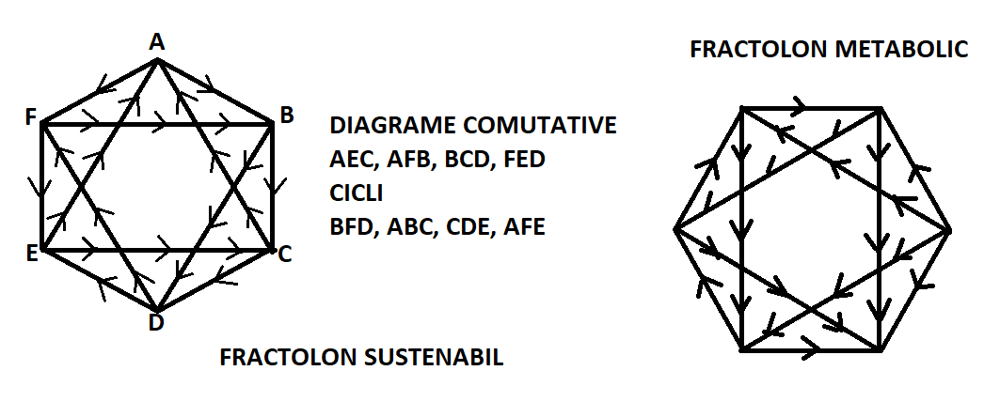 A
FRACTOLON METABOLIC
F
B
DIAGRAME COMUTATIVE
AEC, AFB, BCD, FED
CICLI
BFD, ABC, CDE, AFE
E
C
D
FRACTOLON SUSTENABIL